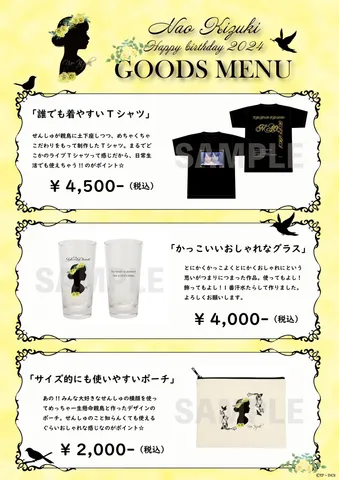 Nao Kizuki
Happy birthday 2024
GOODS MENU
「誰でも着やすいTシャツ」
せんしゅが親鳥に土下座しつつ、めちゃくちゃ
こだわりをもって制作したTシャツ。まるでど
こかのライブTシャツって感じだから、日常生
活でも使えちゃう!!のがポイント☆
¥4,500-(税込)
SAMPLE
「かっこいいおしゃれなグラス」
とにかくかっこよくとにかくおしゃれにという
思いがつまりにつまった作品。使ってもよし!
飾ってもよし!1番汗水たらして作りました。
よろしくお願いします。
¥4,000-(税込)
SAMPLE
「サイズ的にも使いやすいポーチ」
あの!!みんな大好きなせんしゅの横顔を使っ
てめっちゃ一生懸命親鳥と作ったデザインの
ポーチ。せんしゅのこと知らんくても使える
ぐらいおしゃれな感じなのがポイント☆
¥2,000-(税込)
SAMPLE